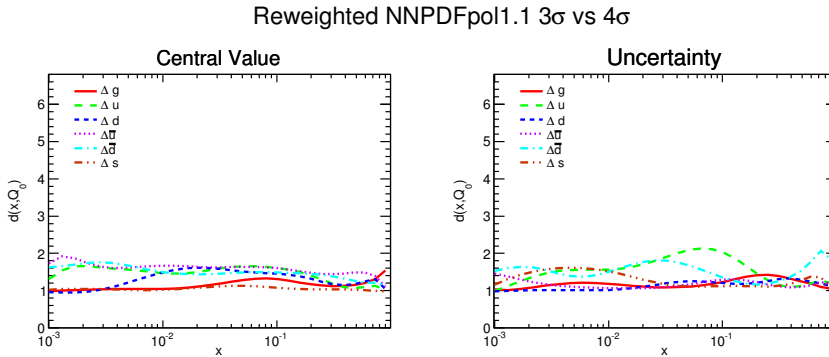 Reweighted NNPDFpol1.1 3σ vs 4σ
Central Value
d(x,Q₀)
6
5
4
3
2
1
0
Δ g
Δ u
Δ d
Δu̅
Δd̅
Δ s
10⁻³
10⁻²
10⁻¹
x
Uncertainty
d(x,Q₀)
6
5
4
3
2
1
0
Δ g
Δ u
Δ d
Δu̅
Δd̅
Δ s
10⁻³
10⁻²
10⁻¹
x